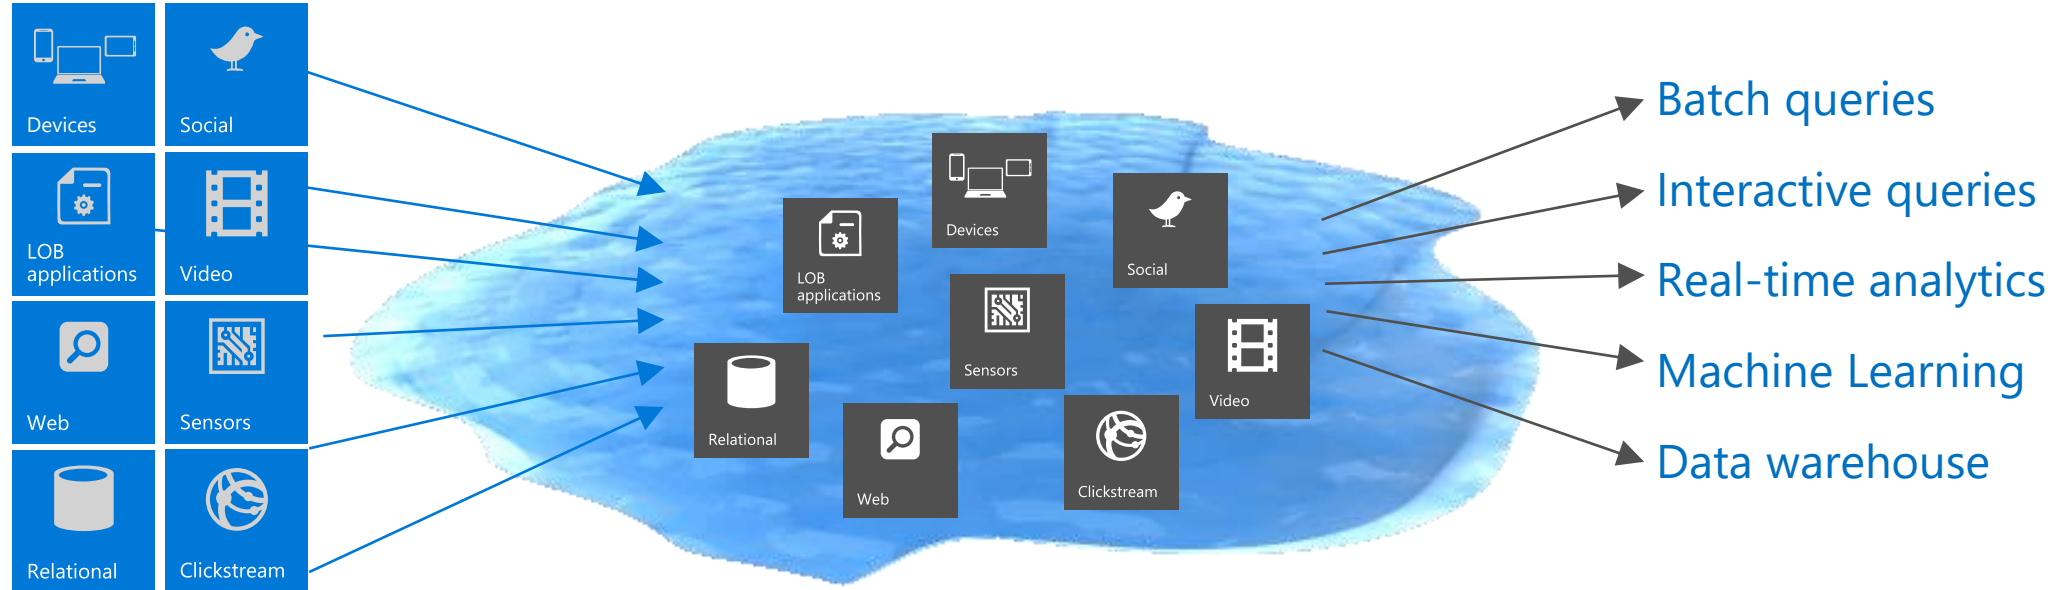 Devices
Social
LOB
applications
Video
Web
Sensors
Relational
Clickstream
Devices
Social
LOB
applications
Sensors
Video
Relational
Web
Clickstream
Batch queries
Interactive queries
Real-time analytics
Machine Learning
Data warehouse